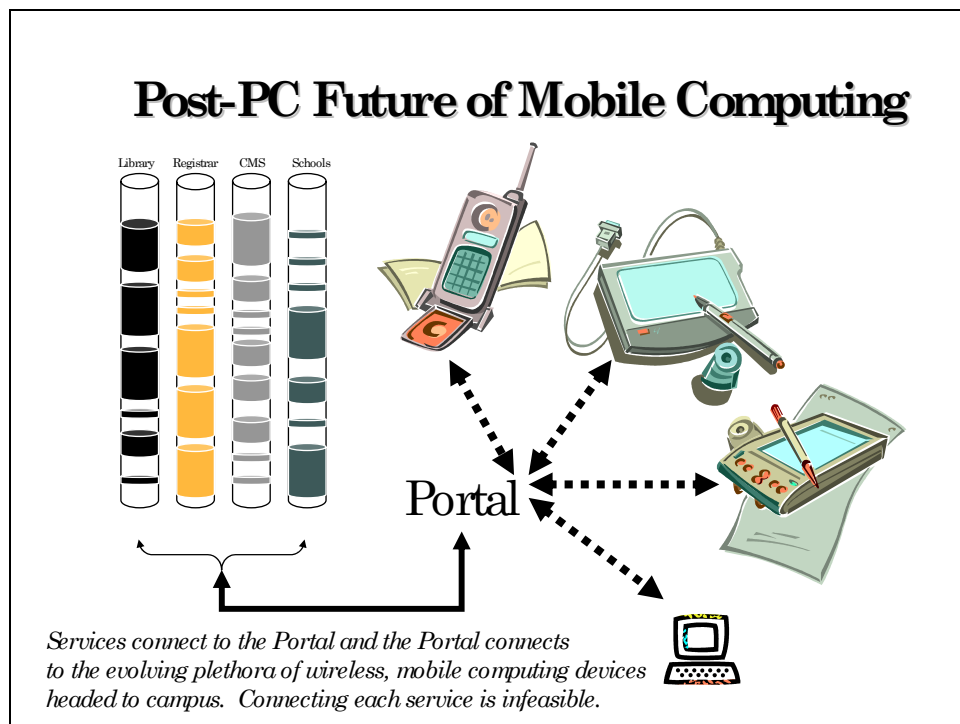 Post-PC Future of Mobile Computing
Library Registrar CMS Schools
C
C
Portal
Services connect to the Portal and the Portal connects
to the evolving plethora of wireless, mobile computing devices
headed to campus. Connecting each service is infeasible.